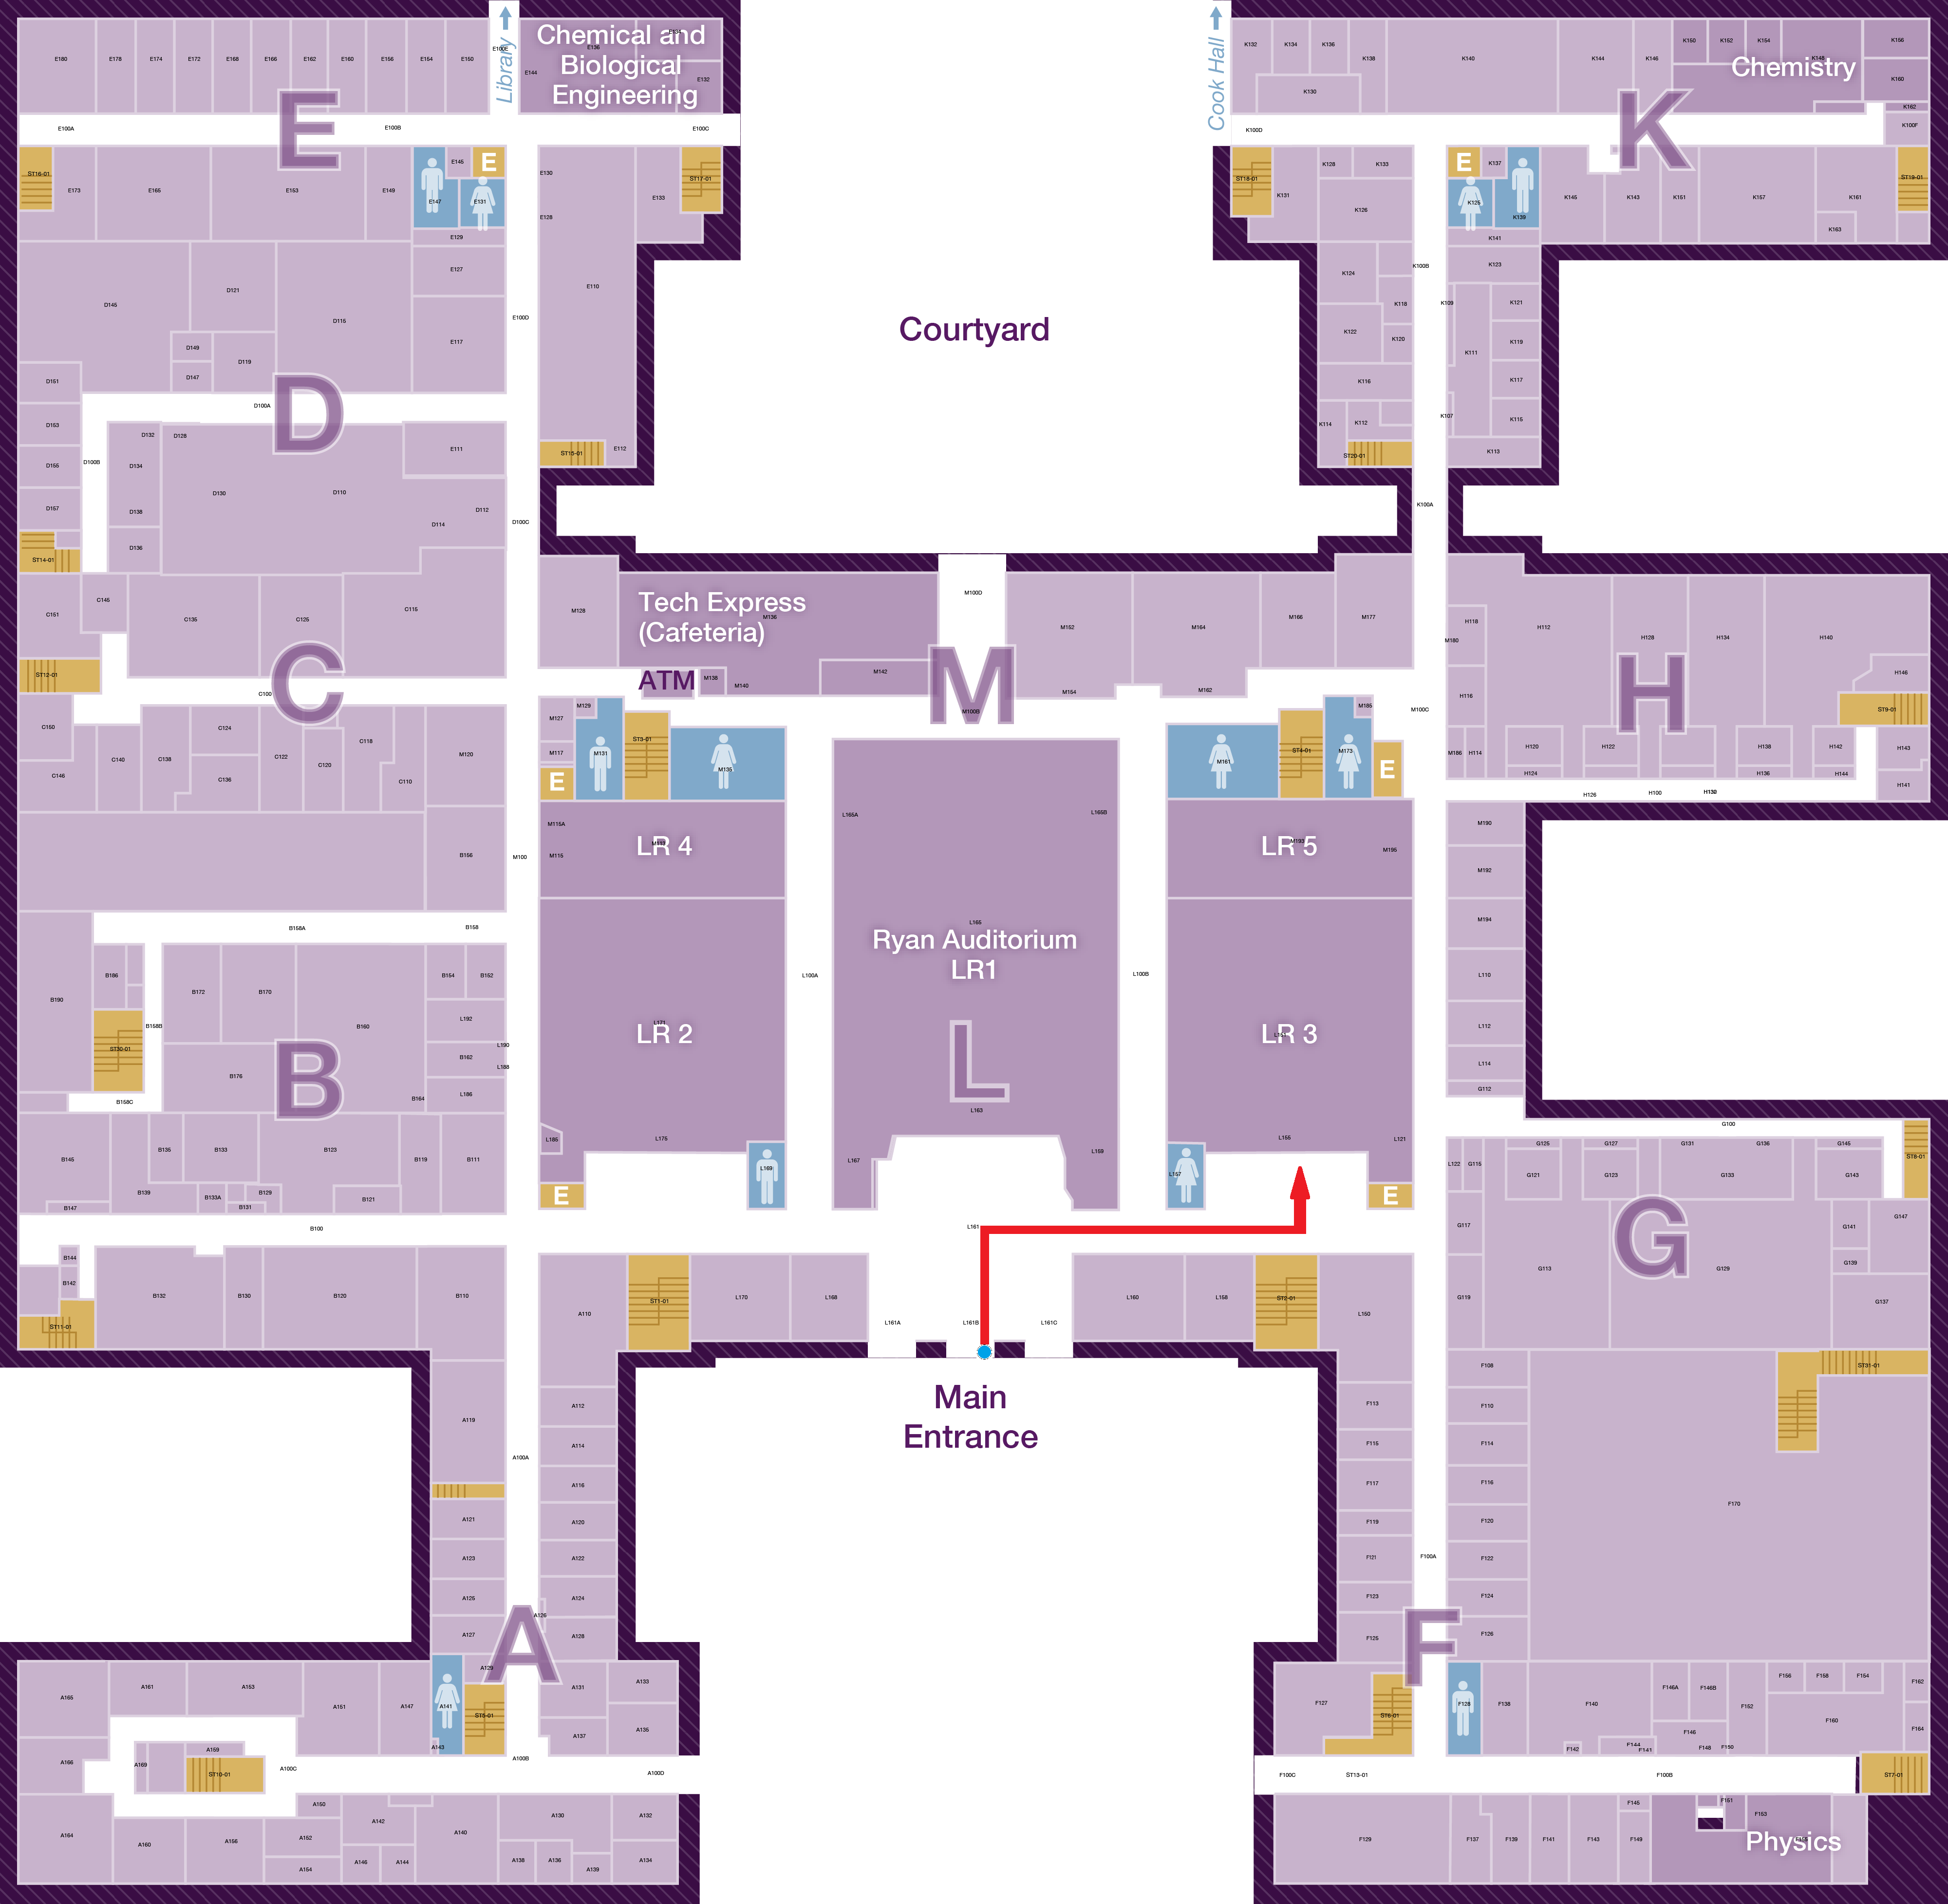 Library
Chemical and
Biological
Engineering
Cook Hall
Chemistry
E180
E178
E174
E172
E168
E166
E162
E160
E156
E154
E150
E100E
E144
E136
E132
K132
K134
K136
K138
K130
K140
K144
K146
K150
K152
K154
K148
K156
K160
K162
K100F
E
K
E100A
E100B
E100C
K100D
ST16-01
E173
E165
E153
E149
E147
E145
E
E131
E129
E130
E128
E133
ST17-01
ST18-01
K131
K128
K133
K126
E
K137
K125
K139
K141
K145
K143
K151
K157
K161
K163
ST19-01
D145
D121
D115
E127
E117
E100D
E110
D149
D147
D119
D151
Courtyard
K124
K100B
K118
K122
K120
K116
K114
K112
ST20-01
K123
K109
K121
K119
K111
K117
K107
K115
K113
K100A
D
D100A
D153
D155
D157
D100B
D132
D128
D134
D130
D110
D138
D136
E111
D112
D114
D100C
ST15-01
E112
ST14-01
C151
C145
C135
C125
C115
C
C100
ST12-01
M128
Tech Express
(Cafeteria)
M136
ATM
M138
M140
M142
M100D
M
M100B
M152
M154
M164
M162
M166
M177
M100C
H118
M180
H116
M186
H114
H112
H128
H134
H140
H146
H
ST9-01
H120
H124
H122
H138
H136
H142
H144
H143
H141
H126
H100
H130
C150
C146
C140
C138
C124
C136
C122
C120
C118
C110
M120
M127
M129
M117
E
M131
ST3-01
M135
M161
ST4-01
M173
M185
E
M115A
M115
LR 4
L165A
L165B
LR 5
M195
M190
M192
M194
L110
L112
L114
G112
B156
M100
B158A
B158
B190
B186
B172
B170
B160
B154
B152
L192
L190
B162
L188
L186
B164
B176
B158B
ST30-01
B158C
B
L100A
L165
Ryan Auditorium
LR1
L100B
LR 2
L171
LR 3
L
L163
L185
L175
L169
E
L167
L159
L157
L155
L121
E
B145
B147
B135
B139
B133
B133A
B131
B129
B123
B121
B119
B111
B100
L161
G100
L122
G115
G125
G121
G127
G123
G131
G136
G133
G145
G143
ST8-01
G117
G119
G113
G
G129
G141
G147
G139
G137
B144
B142
ST11-01
B132
B130
B120
B110
A110
ST1-01
L170
L168
L161A
L161B
L161C
L160
L158
ST2-01
L150
Main
Entrance
A119
A112
A114
A116
A120
A122
A124
A126
A128
A100A
A121
A123
A125
A127
A129
A
F113
F115
F117
F119
F121
F123
F125
F100A
F108
F110
F114
F116
F120
F122
F124
F126
F170
ST31-01
F
A165
A161
A153
A151
A147
A141
A143
ST5-01
A131
A133
A137
A135
A166
A169
A159
ST10-01
A100C
A100B
A100D
A164
A160
A156
A150
A152
A154
A142
A146
A144
A140
A130
A138
A136
A139
A132
A134
F127
ST6-01
F128
F138
F140
F142
F144
F141
F146A
F146B
F146
F148
F150
F152
F156
F158
F154
F160
F162
F164
F100C
ST13-01
F100B
ST7-01
F129
F137
F139
F141
F143
F145
F149
F151
F153
Physics